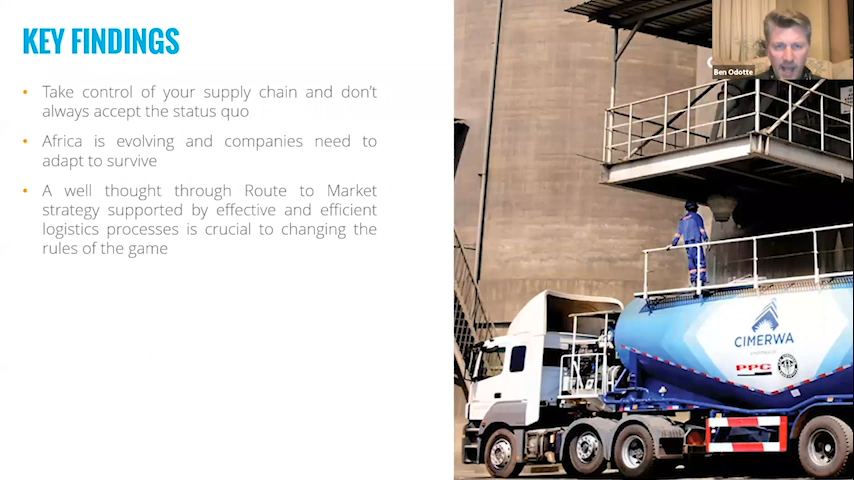 KEY FINDINGS
Ben Odotte
• Take control of your supply chain and don't
always accept the status quo
• Africa is evolving and companies need to
adapt to survive
• A well thought through Route to Market
strategy supported by effective and efficient
logistics processes is crucial to changing the
rules of the game
CIMERWA
PPC